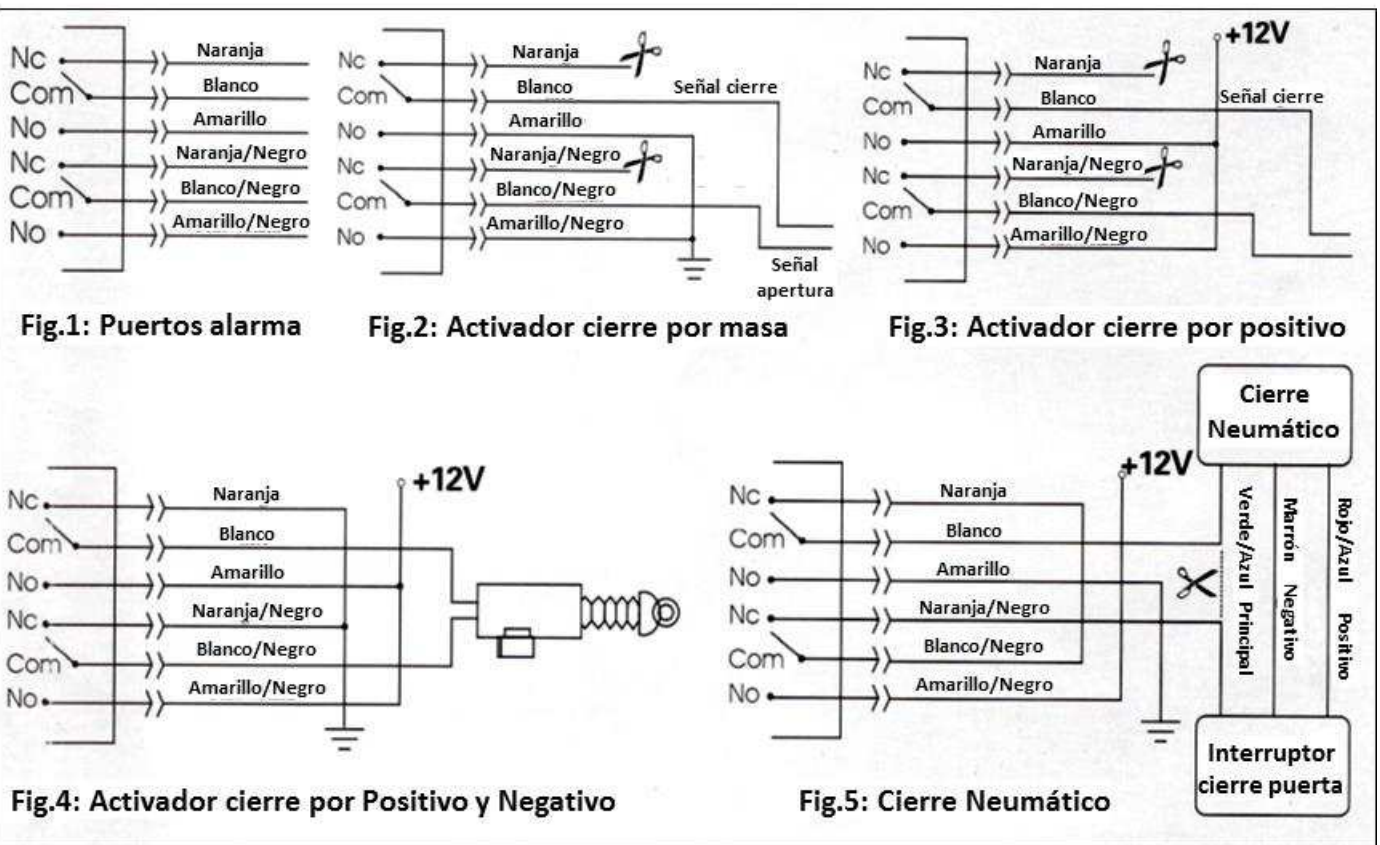 Nc
Com
No
Nc
Com
No
Naranja
Blanco
Amarillo
Naranja/Negro
Blanco/Negro
Amarillo/Negro
Fig.1: Puertos alarma
Nc
Com
No
Nc
Com
No
Naranja
Blanco
Amarillo
Naranja/Negro
Blanco/Negro
Amarillo/Negro
Señal cierre
Señal
apertura
Fig.2: Activador cierre por masa
Nc
Com
No
Nc
Com
No
Naranja
Blanco
Amarillo
Naranja/Negro
Blanco/Negro
Amarillo/Negro
+12V
Señal cierre
Fig.3: Activador cierre por positivo
Nc
Com
No
Nc
Com
No
Naranja
Blanco
Amarillo
Naranja/Negro
Blanco/Negro
Amarillo/Negro
+12V
Fig.4: Activador cierre por Positivo y Negativo
Nc
Com
No
Nc
Com
No
Naranja
Blanco
Amarillo
Naranja/Negro
Blanco/Negro
Amarillo/Negro
+12V
Cierre
Neumático
Verde/Azul Principal
Marrón Negativo
Rojo/Azul Positivo
Interruptor
cierre puerta
Fig.5: Cierre Neumático